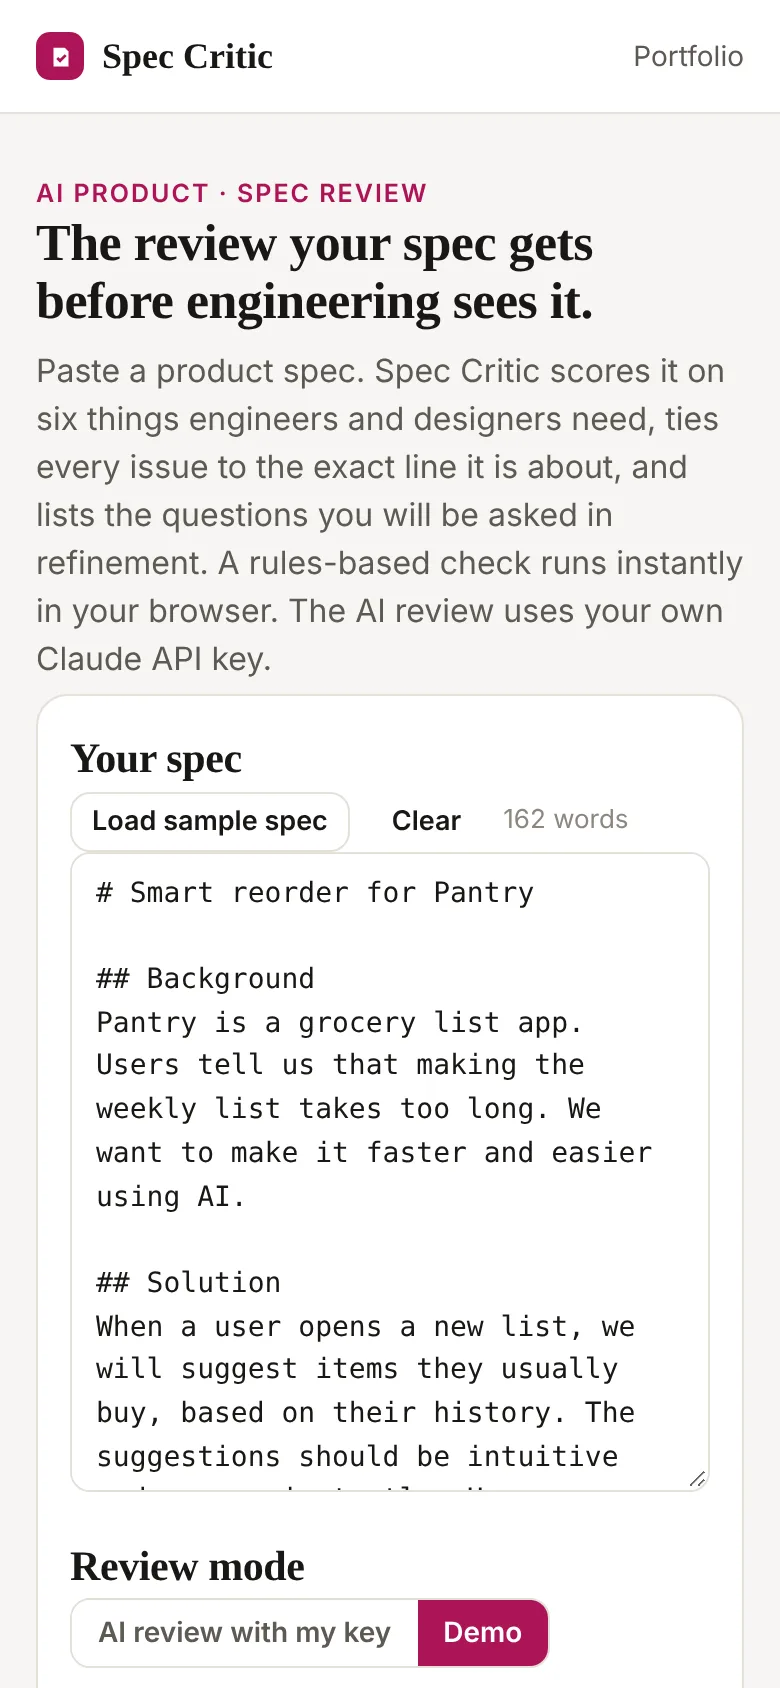 Spec Critic
Portfolio
AI PRODUCT · SPEC REVIEW
The review your spec gets
before engineering sees it.
Paste a product spec. Spec Critic scores it on
six things engineers and designers need, ties
every issue to the exact line it is about, and
lists the questions you will be asked in
refinement. A rules-based check runs instantly
in your browser. The AI review uses your own
Claude API key.
Your spec
Load sample spec
Clear
162 words
# Smart reorder for Pantry
## Background
Pantry is a grocery list app.
Users tell us that making the
weekly list takes too long. We
want to make it faster and easier
using AI.
## Solution
When a user opens a new list, we
will suggest items they usually
buy, based on their history. The
suggestions should be intuitive
Review mode
AI review with my key
Demo